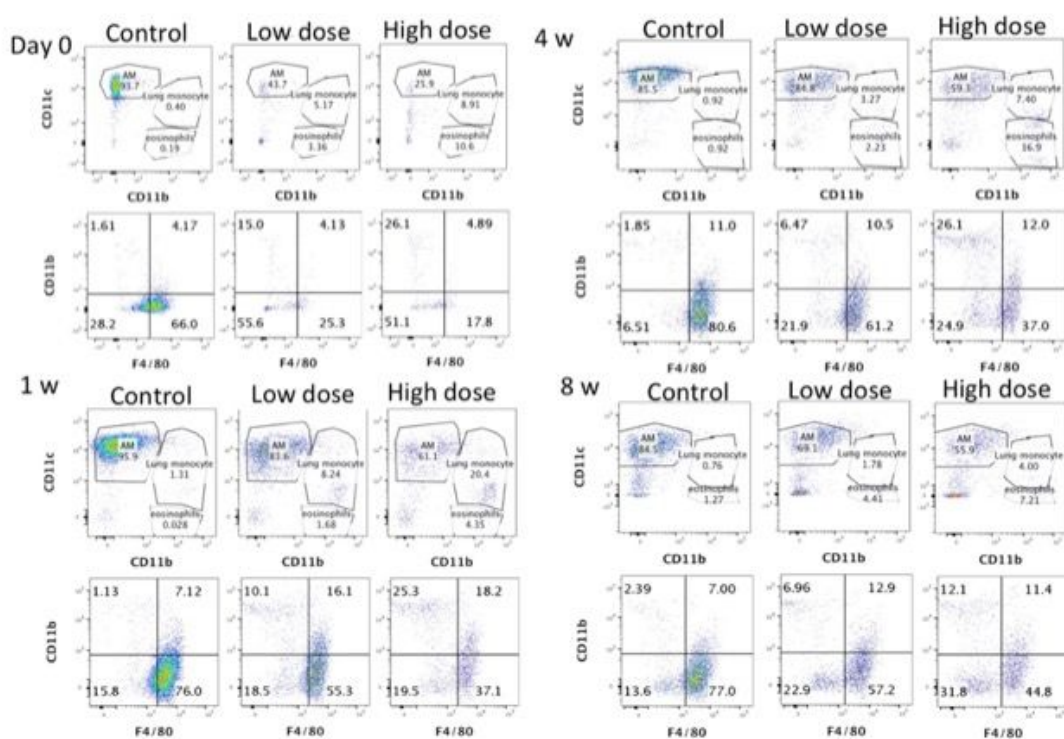 Day 0
Control Low dose High dose
CD11c
AM AM AM
93.7 43.7 25.9
Lung monocyte Lung monocyte Lung monocyte
0.40 5.17 8.91
eosinophils eosinophils eosinophils
0.19 10.6
CD11b CD11b CD11b
CD11b
1.61 4.17 15.0 4.13 26.1 4.89
28.2 66.0 55.6 25.3 51.1 17.8
F4/80 F4/80 F4/80
4 w
Control Low dose High dose
CD11c
AM AM AM
85.5 84.8 59.3
Lung monocyte Lung monocyte Lung monocyte
0.92 3.27 7.40
eosinophils eosinophils eosinophils
0.92 2.23 16.9
CD11b CD11b CD11b
CD11b
1.85 11.0 6.47 10.5 26.1 12.0
6.51 80.6 21.9 61.2 24.9 37.0
F4/80 F4/80 F4/80
1 w
Control Low dose High dose
CD11c
AM AM AM
95.9 83.6 61.1
Lung monocyte Lung monocyte Lung monocyte
1.31 8.24 20.4
eosinophils eosinophils eosinophils
0.028 1.68 4.35
CD11b CD11b CD11b
CD11b
1.13 7.12 10.1 16.1 25.3 18.2
15.8 76.0 18.5 55.3 19.5 37.1
F4/80 F4/80 F4/80
8 w
Control Low dose High dose
CD11c
AM AM AM
84.5 69.1 55.9
Lung monocyte Lung monocyte Lung monocyte
0.76 1.78 4.00
eosinophils eosinophils eosinophils
1.27 4.41 7.21
CD11b CD11b CD11b
CD11b
2.39 7.00 6.96 12.9 12.1 11.4
13.6 77.0 22.9 57.2 31.8 44.8
F4/80 F4/80 F4/80